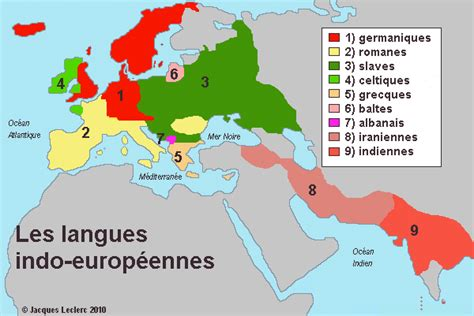 1) germaniques
2) romanes
3) slaves
4) celtiques
5) grecques
6) baltes
7) albanais
8) iraniennes
9) indiennes
4
1
6
3
2
7
5
8
9
Océan
Atlantique
Mer Noire
Méditerranée
Océan
Indien
Les langues
indo-européennes
© Jacques Leclerc 2010